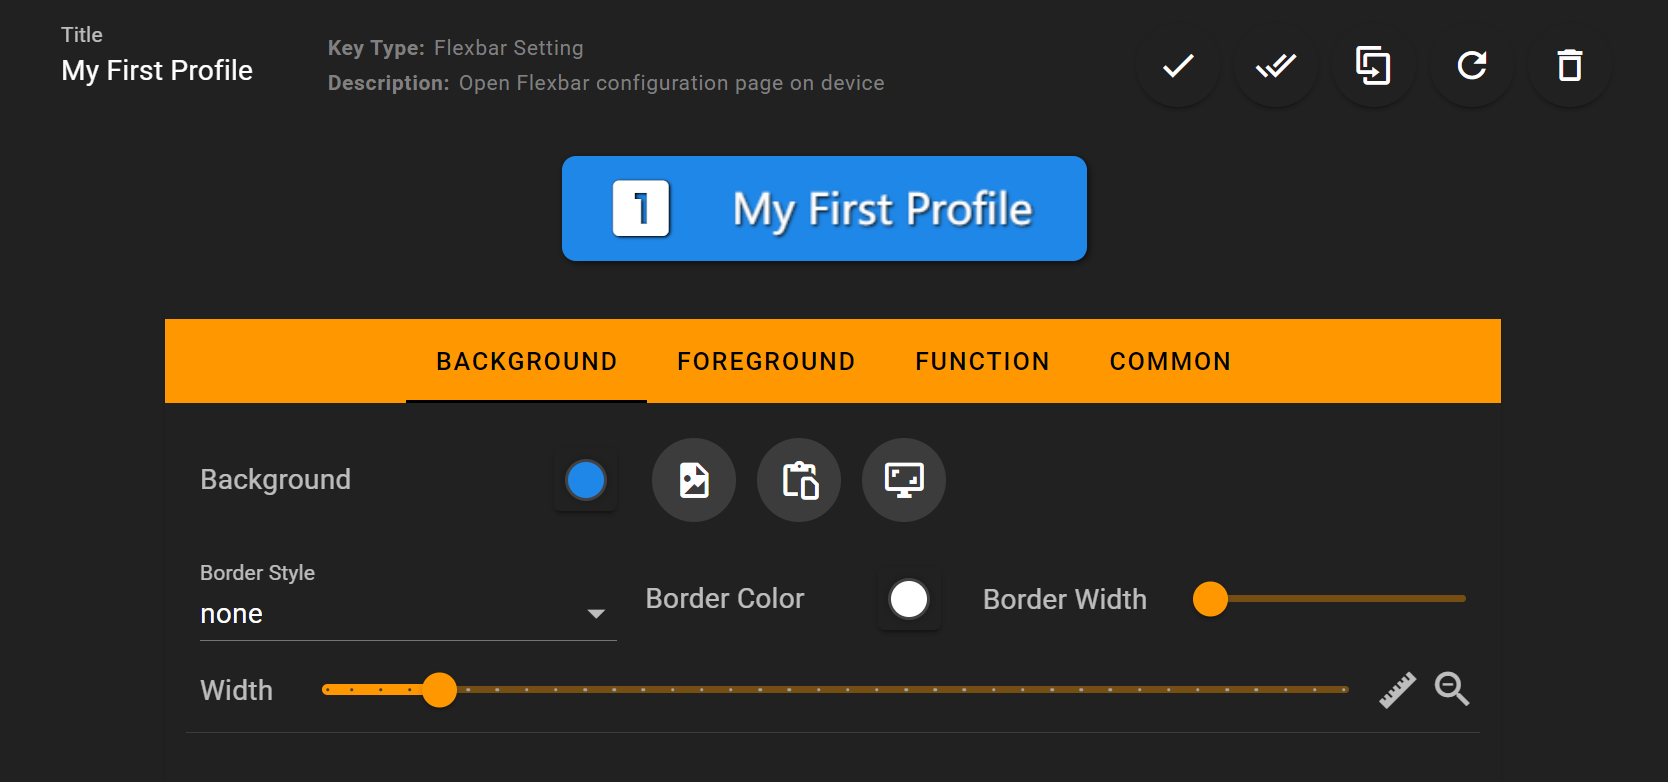 Title
My First Profile
Key Type: Flexbar Setting
Description: Open Flexbar configuration page on device
1 My First Profile
BACKGROUND FOREGROUND FUNCTION COMMON
Background
Border Style
none
Border Color
Border Width
Width